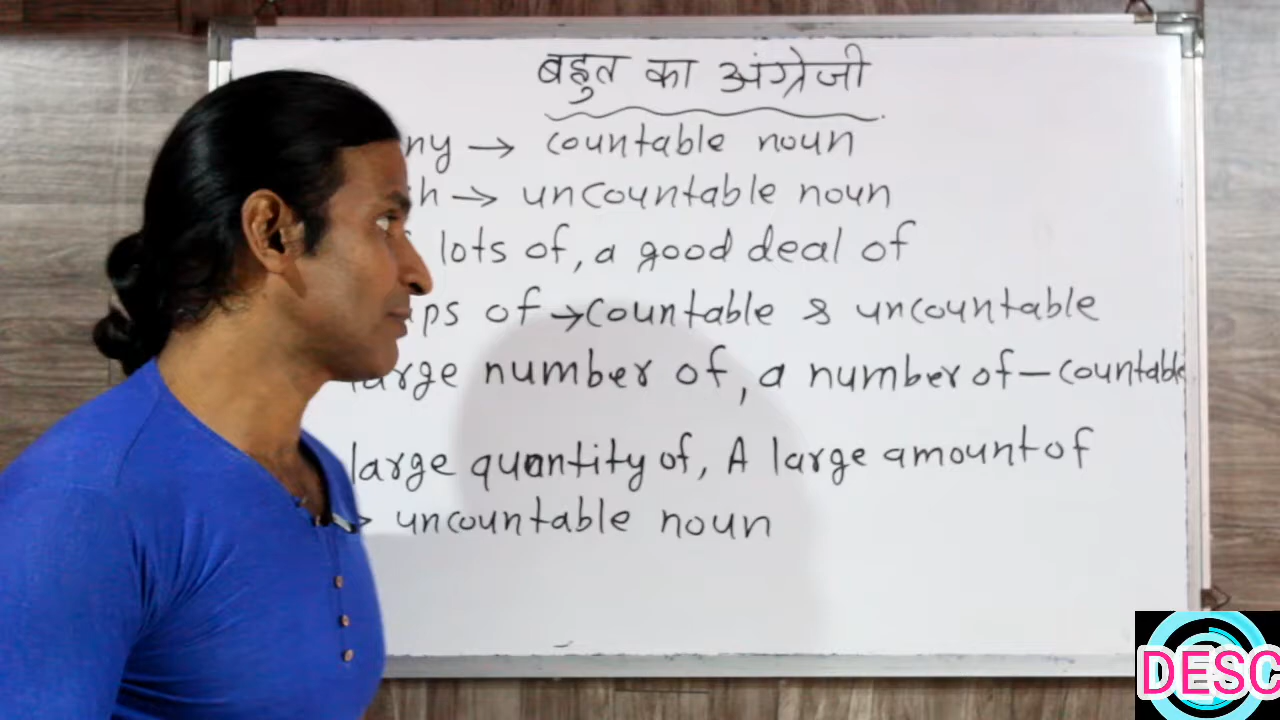 बहुत का अंग्रेजी
ny → countable noun
h → uncountable noun
lots of, a good deal of
ps of → countable & uncountable
large number of, a number of - countable
large quantity of, A large amount of
→ uncountable noun
DESC